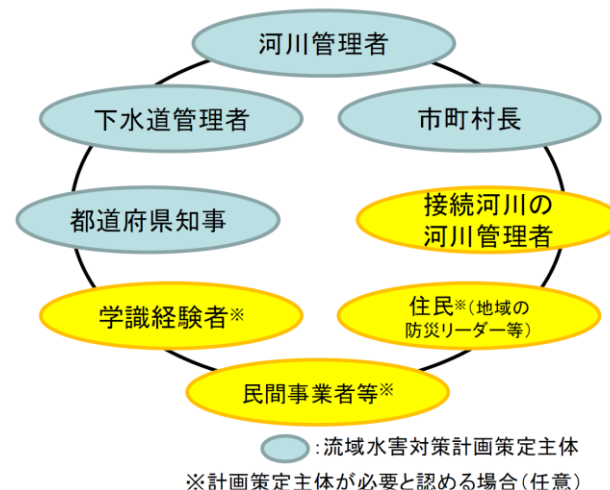 河川管理者
下水道管理者
市町村長
都道府県知事
接続河川の
河川管理者
学識経験者※
住民※(地域の
防災リーダー等)
民間事業者等※
:流域水害対策計画策定主体
※計画策定主体が必要と認める場合(任意)